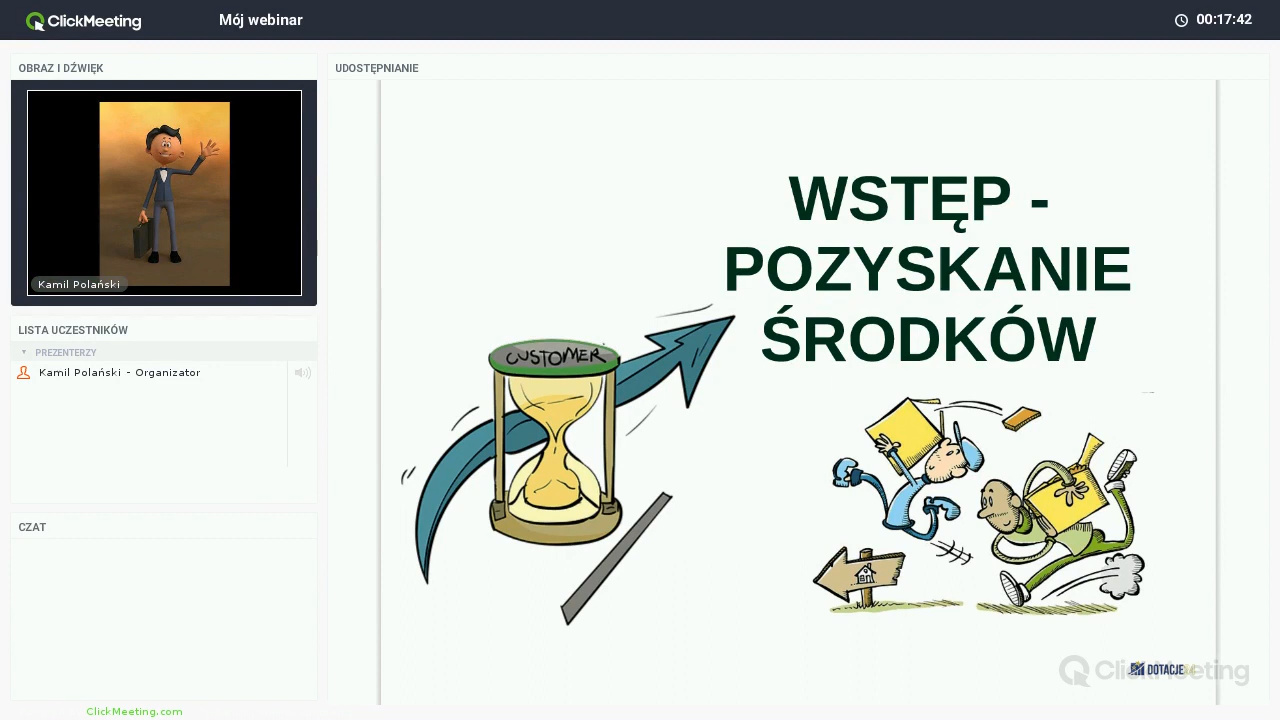 ClickMeeting
Mój webinar
00:17:42
OBRAZ I DŹWIĘK
Kamil Polański
LISTA UCZESTNIKÓW
PREZENTERZY
Kamil Polański - Organizator
CZAT
ClickMeeting.com
UDOSTĘPNIANIE
WSTĘP -
POZYSKANIE
ŚRODKÓW
CUSTOMER
ClickMeeting
DOTACJE